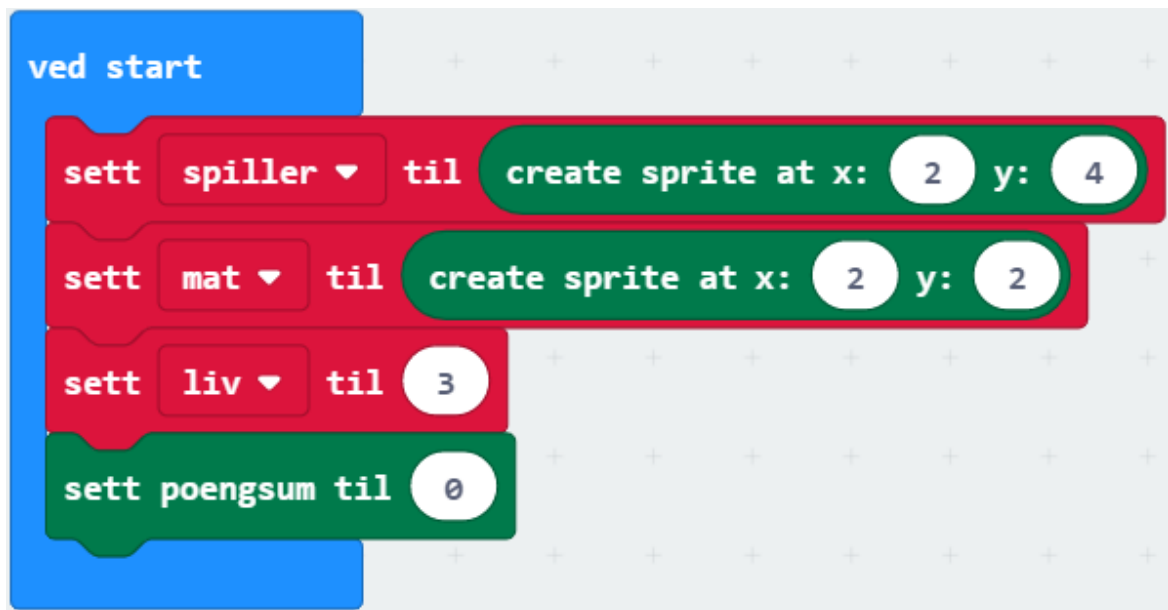 ved start
sett spiller til create sprite at x: 2 y: 4
sett mat til create sprite at x: 2 y: 2
sett liv til 3
sett poengsum til 0